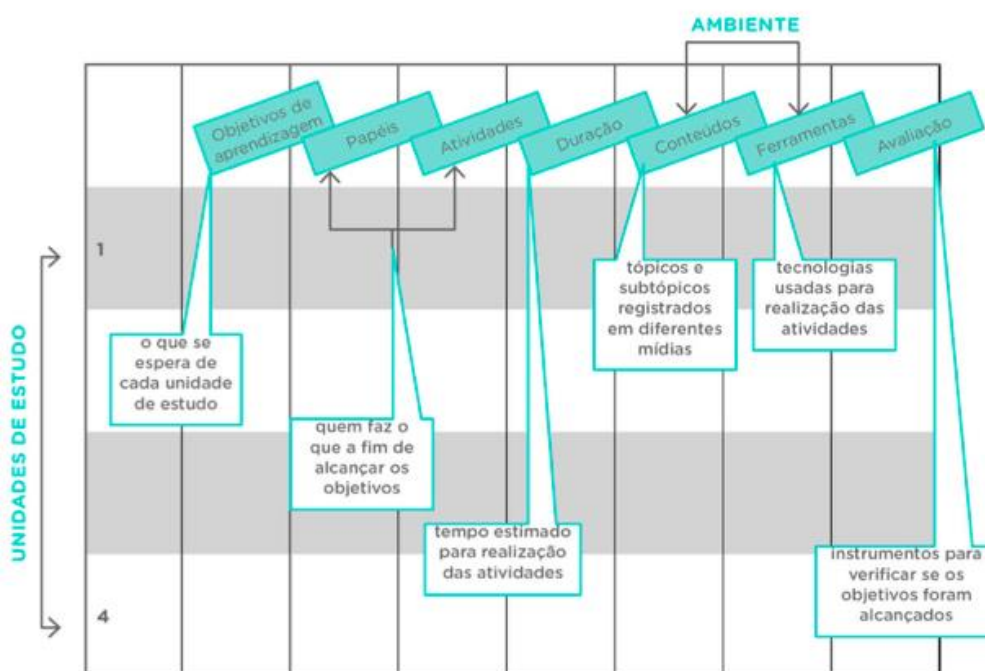 AMBIENTE
Objetivos de
aprendizagem
Papéis
Atividades
Duração
Conteúdos
Ferramentas
Avaliação
UNIDADES DE ESTUDO
1
4
o que se
espera de
cada unidade
de estudo
quem faz o
que a fim de
alcançar os
objetivos
tempo estimado
para realização
das atividades
tópicos e
subtópicos
registrados
em diferentes
mídias
tecnologias
usadas para
realização das
atividades
instrumentos para
verificar se os
objetivos foram
alcançados